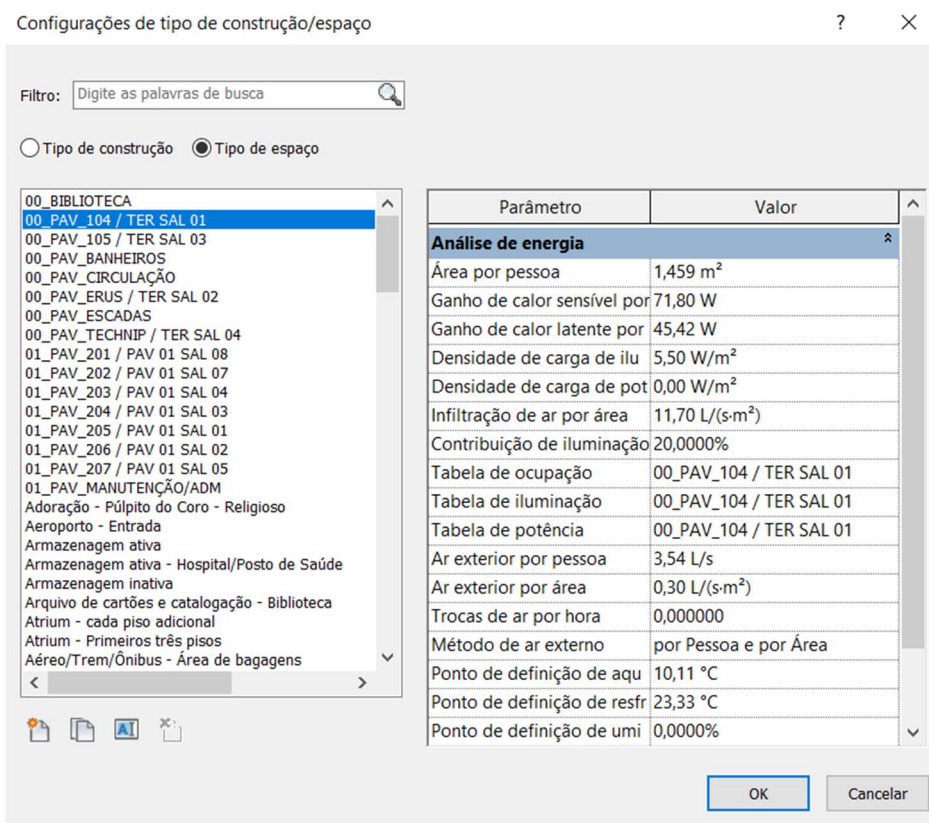 Configurações de tipo de construção/espaço
?
Filtro: Digite as palavras de busca
Tipo de construção Tipo de espaço
00_BIBLIOTECA
00_PAV_104 / TER SAL 01
00_PAV_105 / TER SAL 03
00_PAV_BANHEIROS
00_PAV_CIRCULAÇÃO
00_PAV_ERUS / TER SAL 02
00_PAV_ESCADAS
00_PAV_TECHNIP / TER SAL 04
01_PAV_201 / PAV 01 SAL 08
01_PAV_202 / PAV 01 SAL 07
01_PAV_203 / PAV 01 SAL 04
01_PAV_204 / PAV 01 SAL 03
01_PAV_205 / PAV 01 SAL 01
01_PAV_206 / PAV 01 SAL 02
01_PAV_207 / PAV 01 SAL 05
01_PAV_MANUTENÇÃO/ADM
Adoração - Púlpito do Coro - Religioso
Aeroporto - Entrada
Armazenagem ativa
Armazenagem ativa - Hospital/Posto de Saúde
Armazenagem inativa
Arquivo de cartões e catalogação - Biblioteca
Atrium - cada piso adicional
Atrium - Primeiros três pisos
Aéreo/Trem/Ônibus - Área de bagagens
Parâmetro Valor
Análise de energia
Área por pessoa 1,459 m²
Ganho de calor sensível por 71,80 W
Ganho de calor latente por 45,42 W
Densidade de carga de ilu 5,50 W/m²
Densidade de carga de pot 0,00 W/m²
Infiltração de ar por área 11,70 L/(s·m²)
Contribuição de iluminação 20,0000%
Tabela de ocupação 00_PAV_104 / TER SAL 01
Tabela de iluminação 00_PAV_104 / TER SAL 01
Tabela de potência 00_PAV_104 / TER SAL 01
Ar exterior por pessoa 3,54 L/s
Ar exterior por área 0,30 L/(s·m²)
Trocas de ar por hora 0,000000
Método de ar externo por Pessoa e por Área
Ponto de definição de aqu 10,11 °C
Ponto de definição de resfr 23,33 °C
Ponto de definição de umi 0,0000%
AI
OK Cancelar